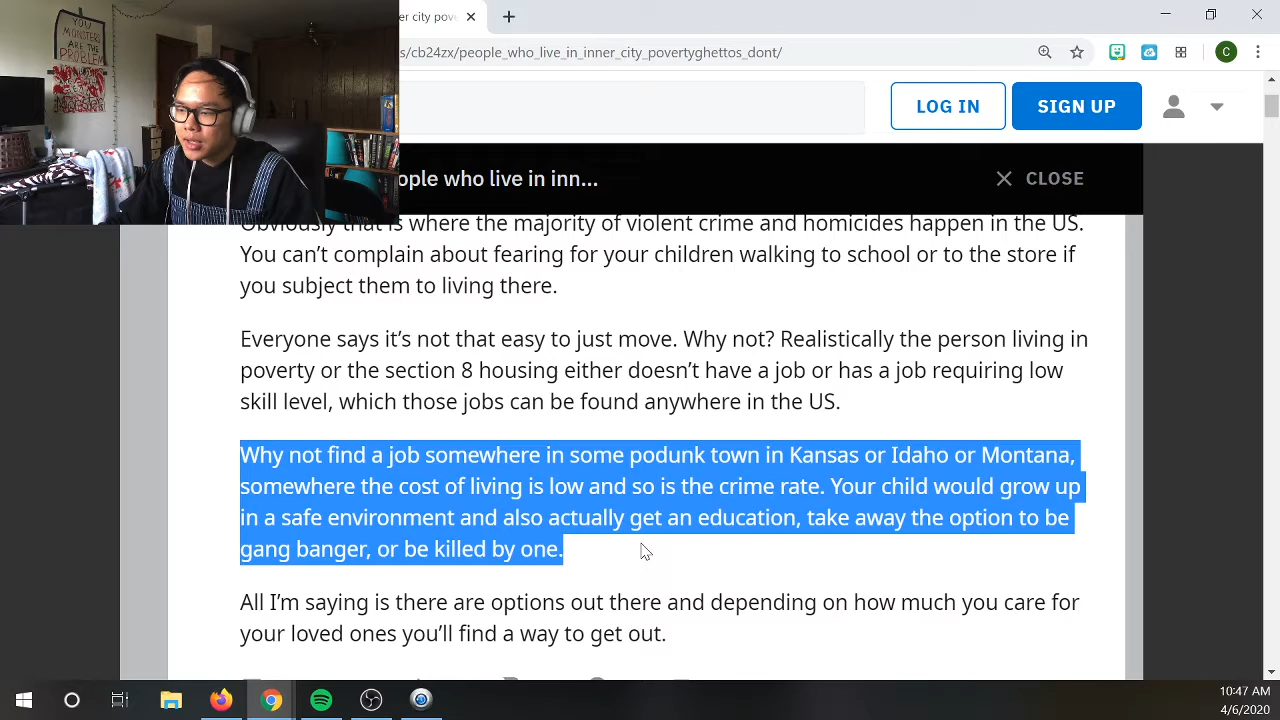 YOU
MONSTERS
ARE THE
PROBLEM
ner city pov
s/cb24zx/people_who_live_in_inner_city_povertyghettos_dont/
C
LOG IN
SIGN UP
ople who live in inn...
CLOSE
Obviously that is where the majority of violent crime and homicides happen in the US.
You can’t complain about fearing for your children walking to school or to the store if
you subject them to living there.
Everyone says it’s not that easy to just move. Why not? Realistically the person living in
poverty or the section 8 housing either doesn’t have a job or has a job requiring low
skill level, which those jobs can be found anywhere in the US.
Why not find a job somewhere in some podunk town in Kansas or Idaho or Montana,
somewhere the cost of living is low and so is the crime rate. Your child would grow up
in a safe environment and also actually get an education, take away the option to be
gang banger, or be killed by one.
All I’m saying is there are options out there and depending on how much you care for
your loved ones you’ll find a way to get out.
10:47 AM
4/6/2020